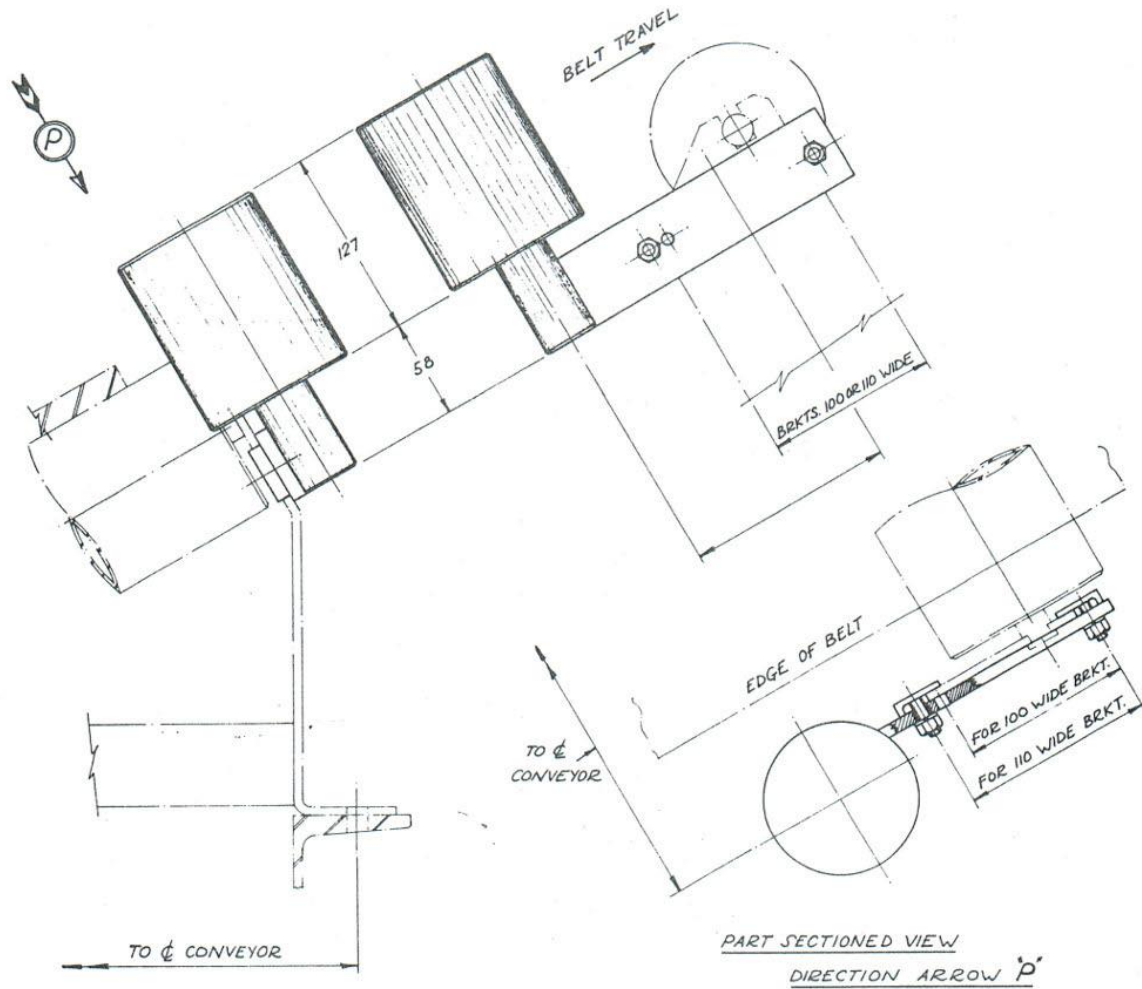 BELT TRAVEL
P
127
58
BRKTS. 100 OR 110 WIDE
EDGE OF BELT
TO ℄
CONVEYOR
FOR 100 WIDE BRKT.
FOR 110 WIDE BRKT.
TO ℄ CONVEYOR
PART SECTIONED VIEW
DIRECTION ARROW "P"